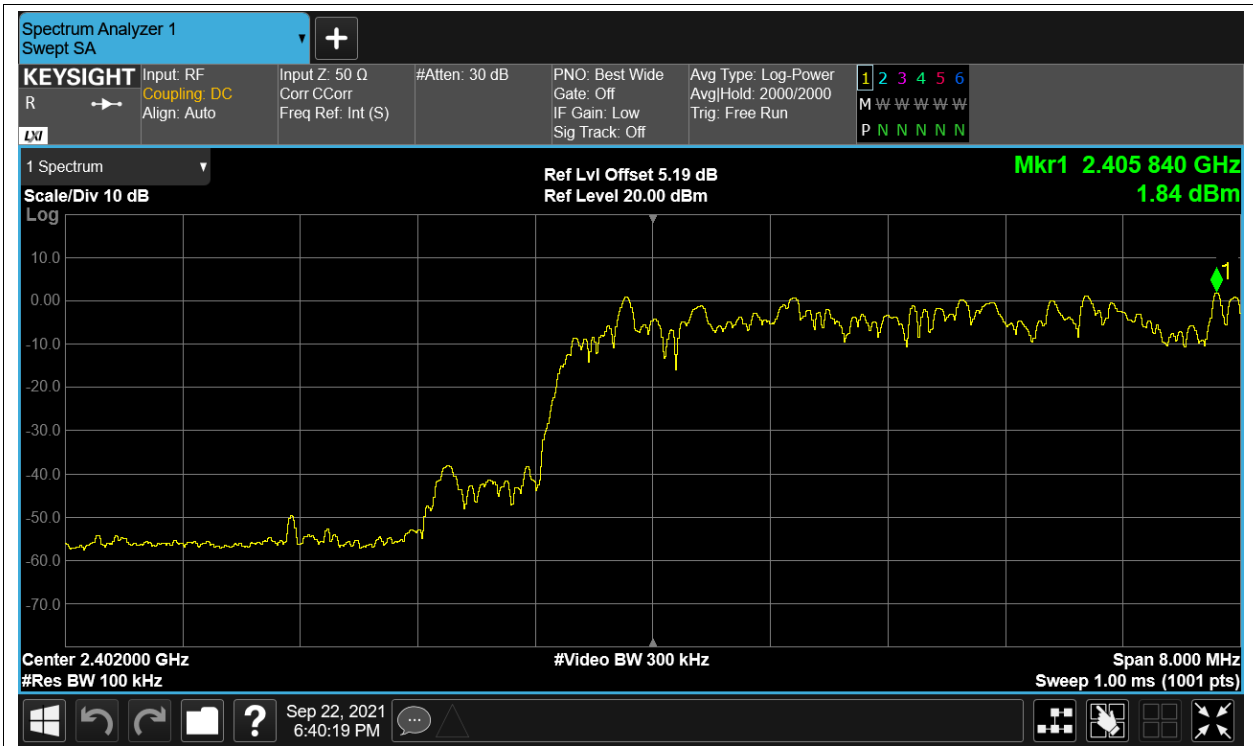 Spectrum Analyzer 1
Swept SA
KEYSIGHT
R
LXI
Input: RF
Coupling: DC
Align: Auto
Input Z: 50 Ω
Corr CCorr
Freq Ref: Int (S)
#Atten: 30 dB
PNO: Best Wide
Gate: Off
IF Gain: Low
Sig Track: Off
Avg Type: Log-Power
Avg|Hold: 2000/2000
Trig: Free Run
1 2 3 4 5 6
M W W W W W W
P N N N N N
1 Spectrum
Scale/Div 10 dB
Ref Lvl Offset 5.19 dB
Ref Level 20.00 dBm
Mkr1 2.405 840 GHz
1.84 dBm
Log
10.0
0.00
-10.0
-20.0
-30.0
-40.0
-50.0
-60.0
-70.0
1
Center 2.402000 GHz
#Res BW 100 kHz
#Video BW 300 kHz
Span 8.000 MHz
Sweep 1.00 ms (1001 pts)
?
Sep 22, 2021
6:40:19 PM